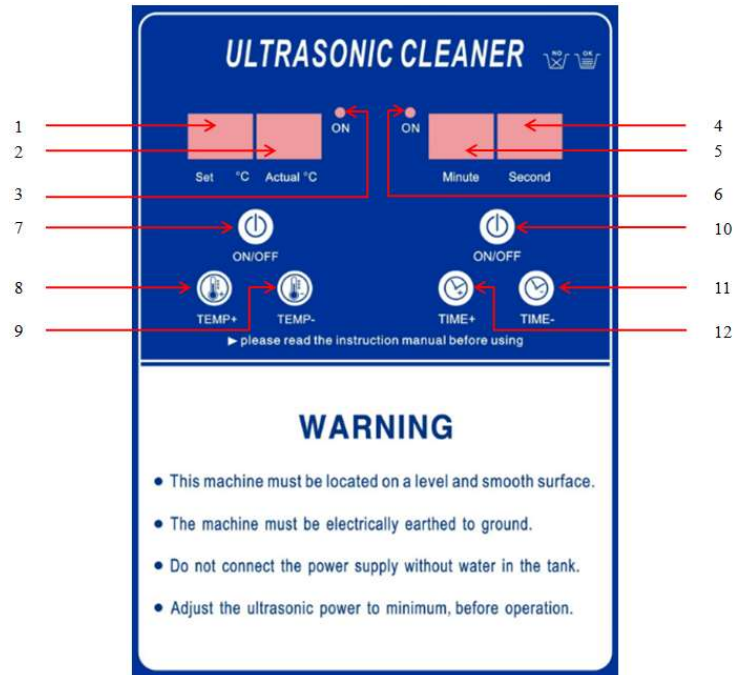 ULTRASONIC CLEANER NO OK
1
2
3
4
5
6
ON
ON
Set °C Actual °C
Minute Second
7
10
ON/OFF
ON/OFF
8
9
11
12
TEMP+ TEMP- TIME+ TIME-
▶ please read the instruction manual before using
WARNING
● This machine must be located on a level and smooth surface.
● The machine must be electrically earthed to ground.
● Do not connect the power supply without water in the tank.
● Adjust the ultrasonic power to minimum, before operation.